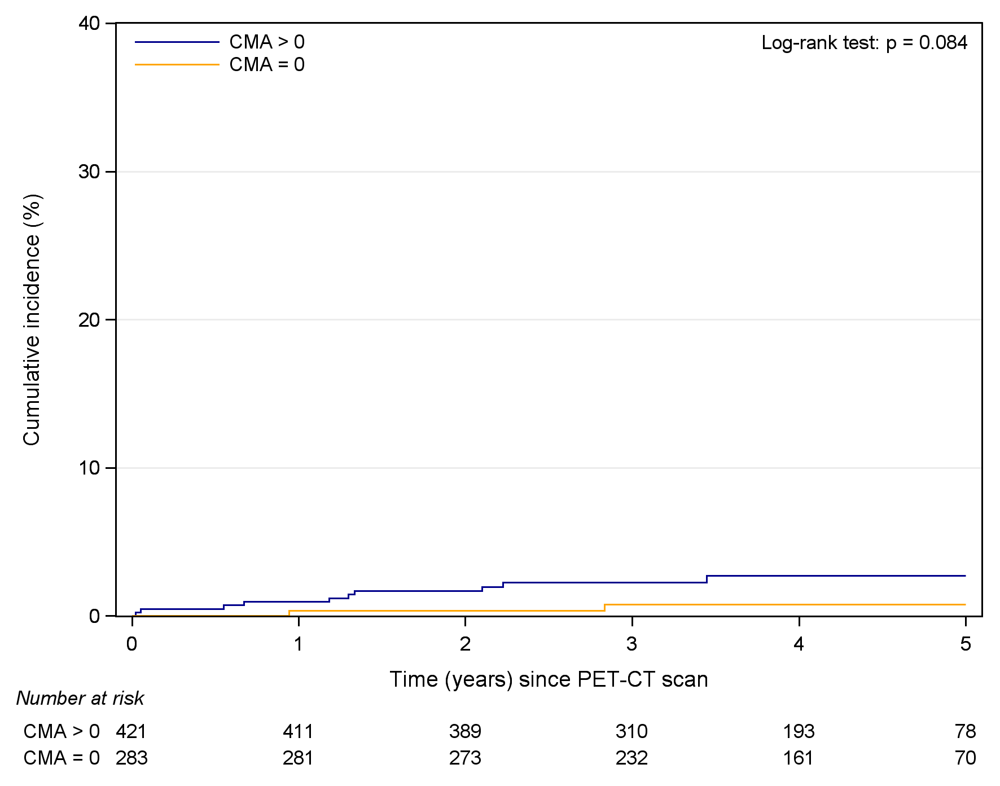 40
CMA > 0
Log-rank test: p = 0.084
CMA = 0
30
20
10
0
Cumulative incidence (%)
0 1 2 3 4 5
Time (years) since PET-CT scan
Number at risk
CMA > 0 421 411 389 310 193 78
CMA = 0 283 281 273 232 161 70